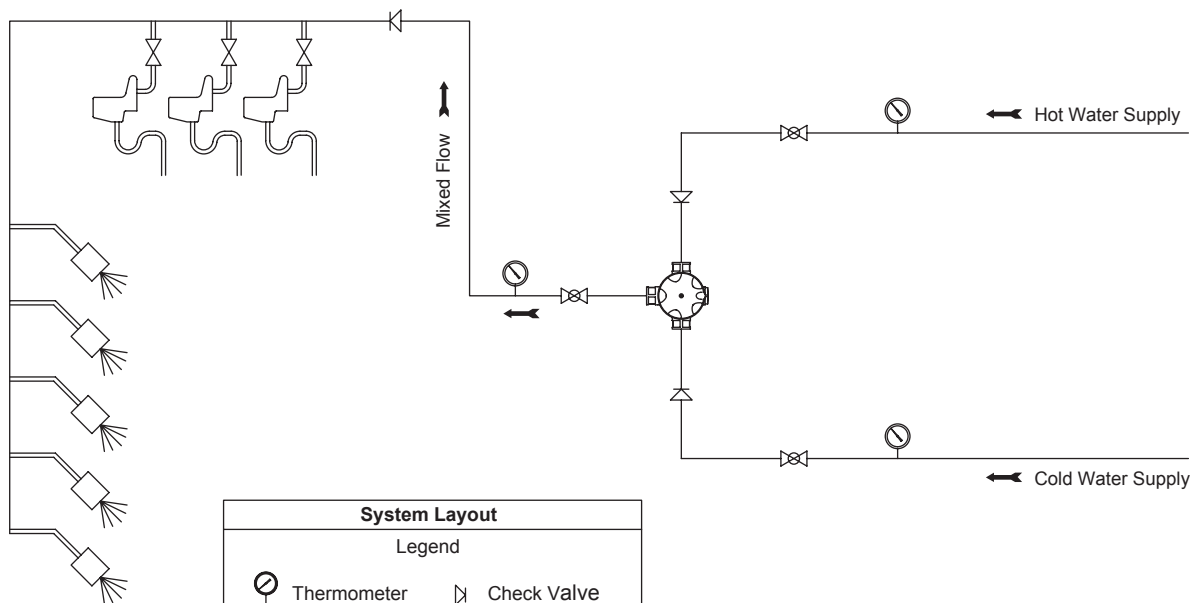 Hot Water Supply
Mixed Flow
Cold Water Supply
System Layout
Legend
Thermometer
Check Valve